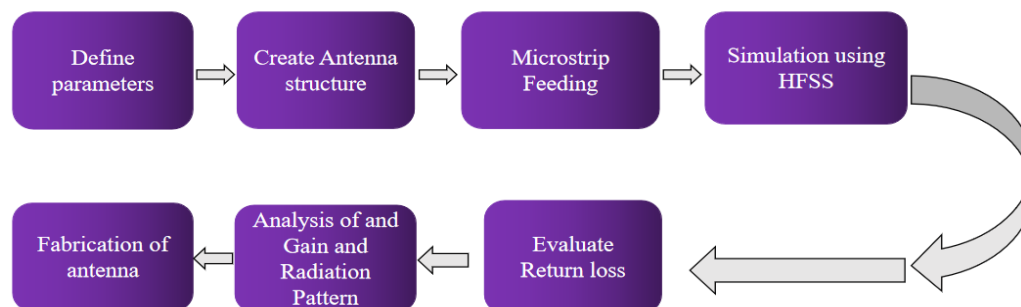 Define
parameters
Create Antenna
structure
Microstrip
Feeding
Simulation using
HFSS
Evaluate
Return loss
Analysis of and
Gain and
Radiation
Pattern
Fabrication of
antenna